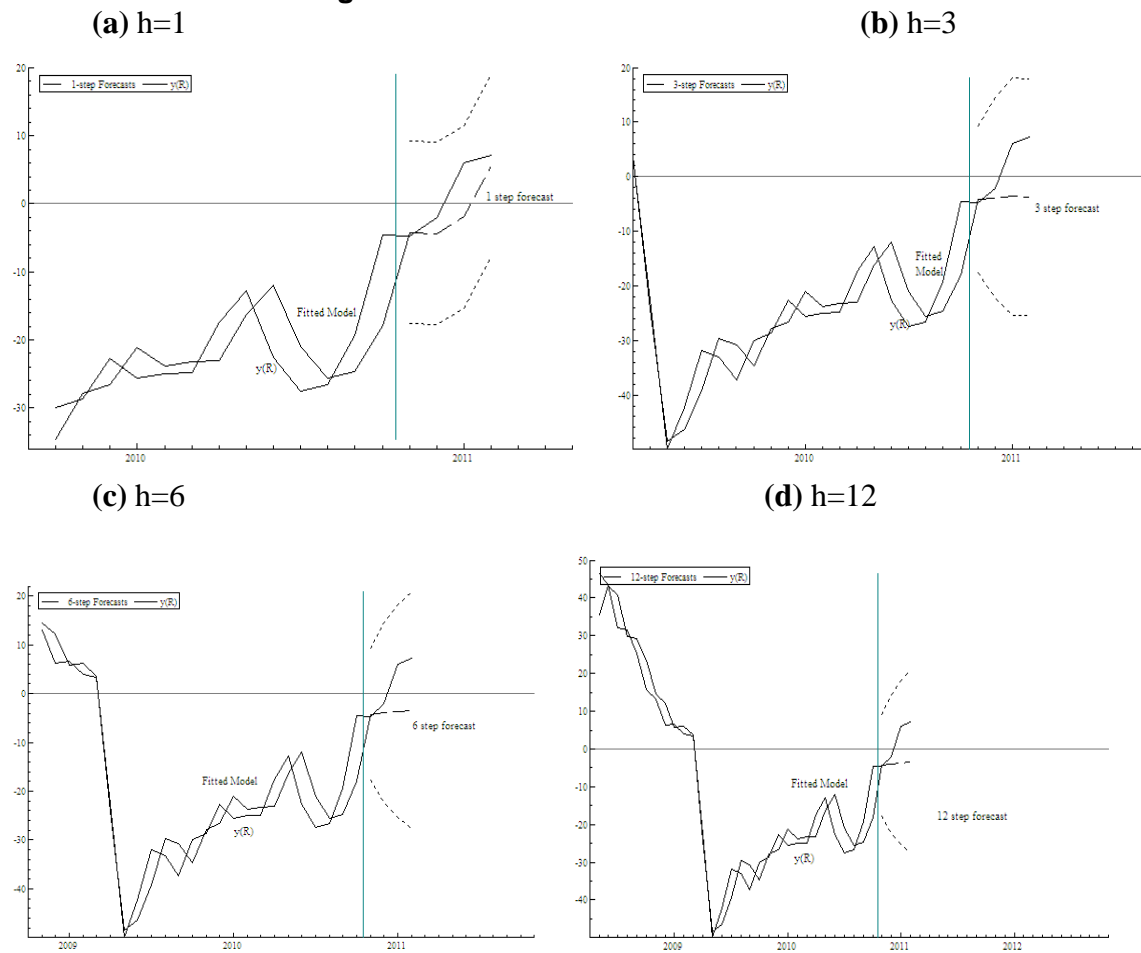 (a) h=1
(b) h=3
1-step Forecasts y(R)
20
10
0
-10
-20
-30
1 step forecast
Fitted Model
y(R)
2010
2011
3-step Forecasts y(R)
20
10
0
-10
-20
-30
-40
3 step forecast
Fitted
Model
y(R)
2010
2011
(c) h=6
(d) h=12
6-step Forecasts y(R)
20
10
0
-10
-20
-30
-40
6 step forecast
Fitted Model
y(R)
2009
2010
2011
12-step Forecasts y(R)
50
40
30
20
10
0
-10
-20
-30
-40
Fitted Model
12 step forecast
y(R)
2009
2010
2011
2012